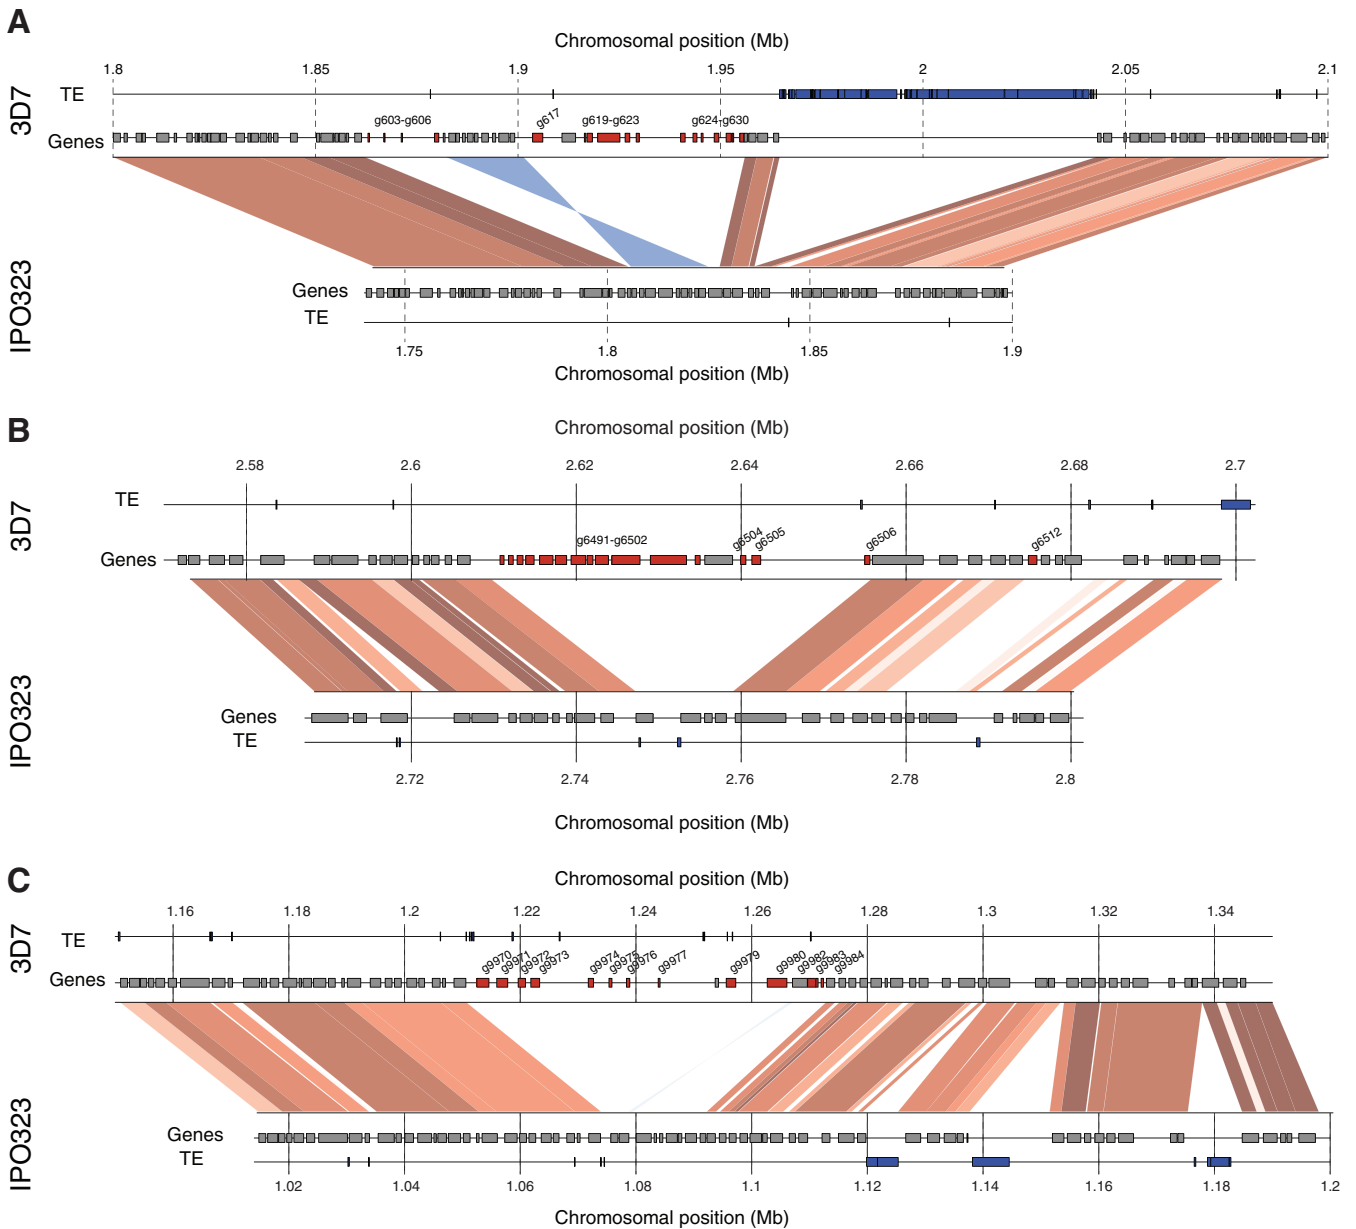 A
Chromosomal position (Mb)
1.8 1.85 1.9 1.95 2 2.05 2.1
3D7
TE
g603-g606 g617 g619-g623 g624-g630
Genes
IPO323
Genes
TE
1.75 1.8 1.85 1.9
Chromosomal position (Mb)
B
Chromosomal position (Mb)
2.58 2.6 2.62 2.64 2.66 2.68 2.7
3D7
TE
g6491-g6502 g6504 g6505 g6506 g6512
Genes
IPO323
Genes
TE
2.72 2.74 2.76 2.78 2.8
Chromosomal position (Mb)
C
Chromosomal position (Mb)
1.16 1.18 1.2 1.22 1.24 1.26 1.28 1.3 1.32 1.34
3D7
TE
g9970 g9971 g9972 g9973 g9974 g9975 g9976 g9977 g9979 g9980 g9982 g9983 g9984
Genes
IPO323
Genes
TE
1.02 1.04 1.06 1.08 1.1 1.12 1.14 1.16 1.18 1.2
Chromosomal position (Mb)